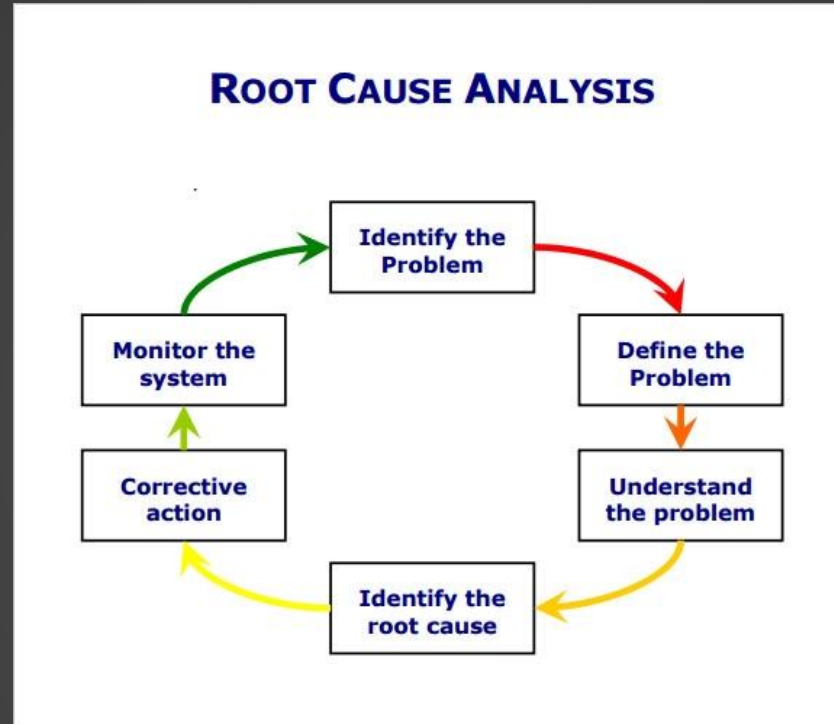 ROOT CAUSE ANALYSIS
Identify the
Problem
Define the
Problem
Understand
the problem
Identify the
root cause
Corrective
action
Monitor the
system